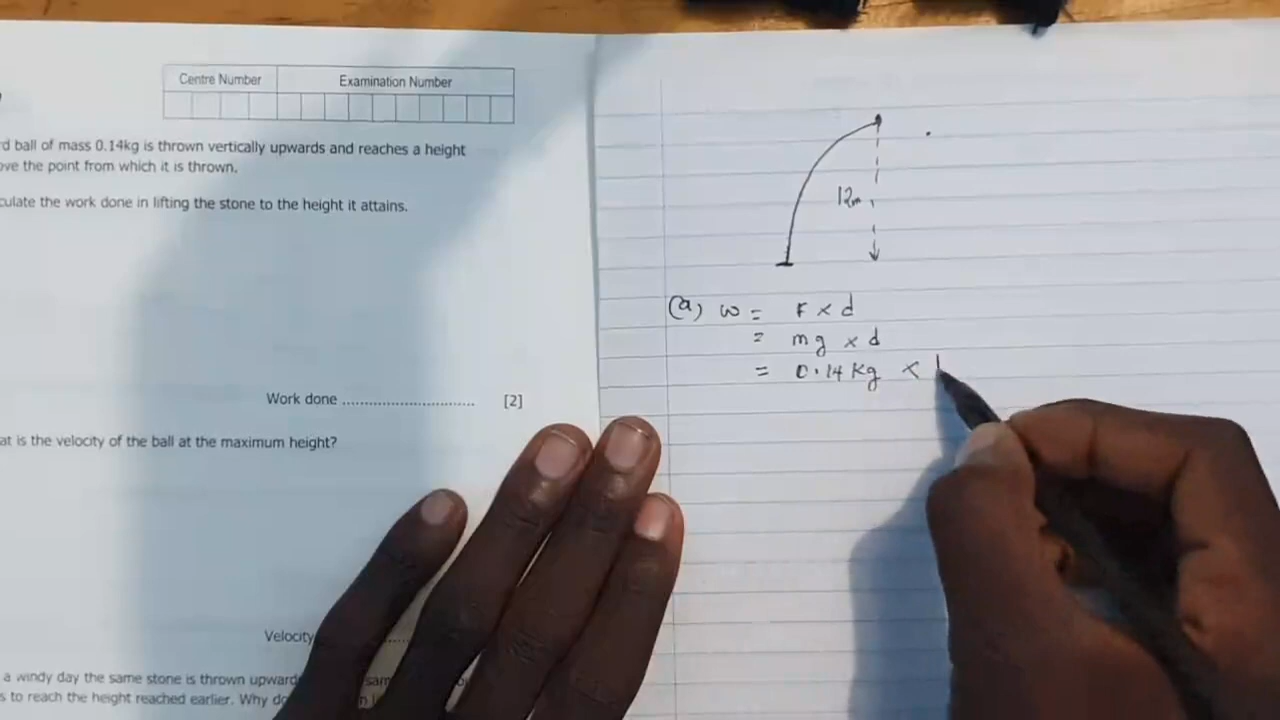 Centre Number Examination Number
d ball of mass 0.14kg is thrown vertically upwards and reaches a height
ve the point from which it is thrown.
culate the work done in lifting the stone to the height it attains.
Work done ............................ [2]
at is the velocity of the ball at the maximum height?
Velocity
a windy day the same stone is thrown upward
s to reach the height reached earlier. Why
12m
(a) W = F × d
= mg × d
= 0.14 kg ×